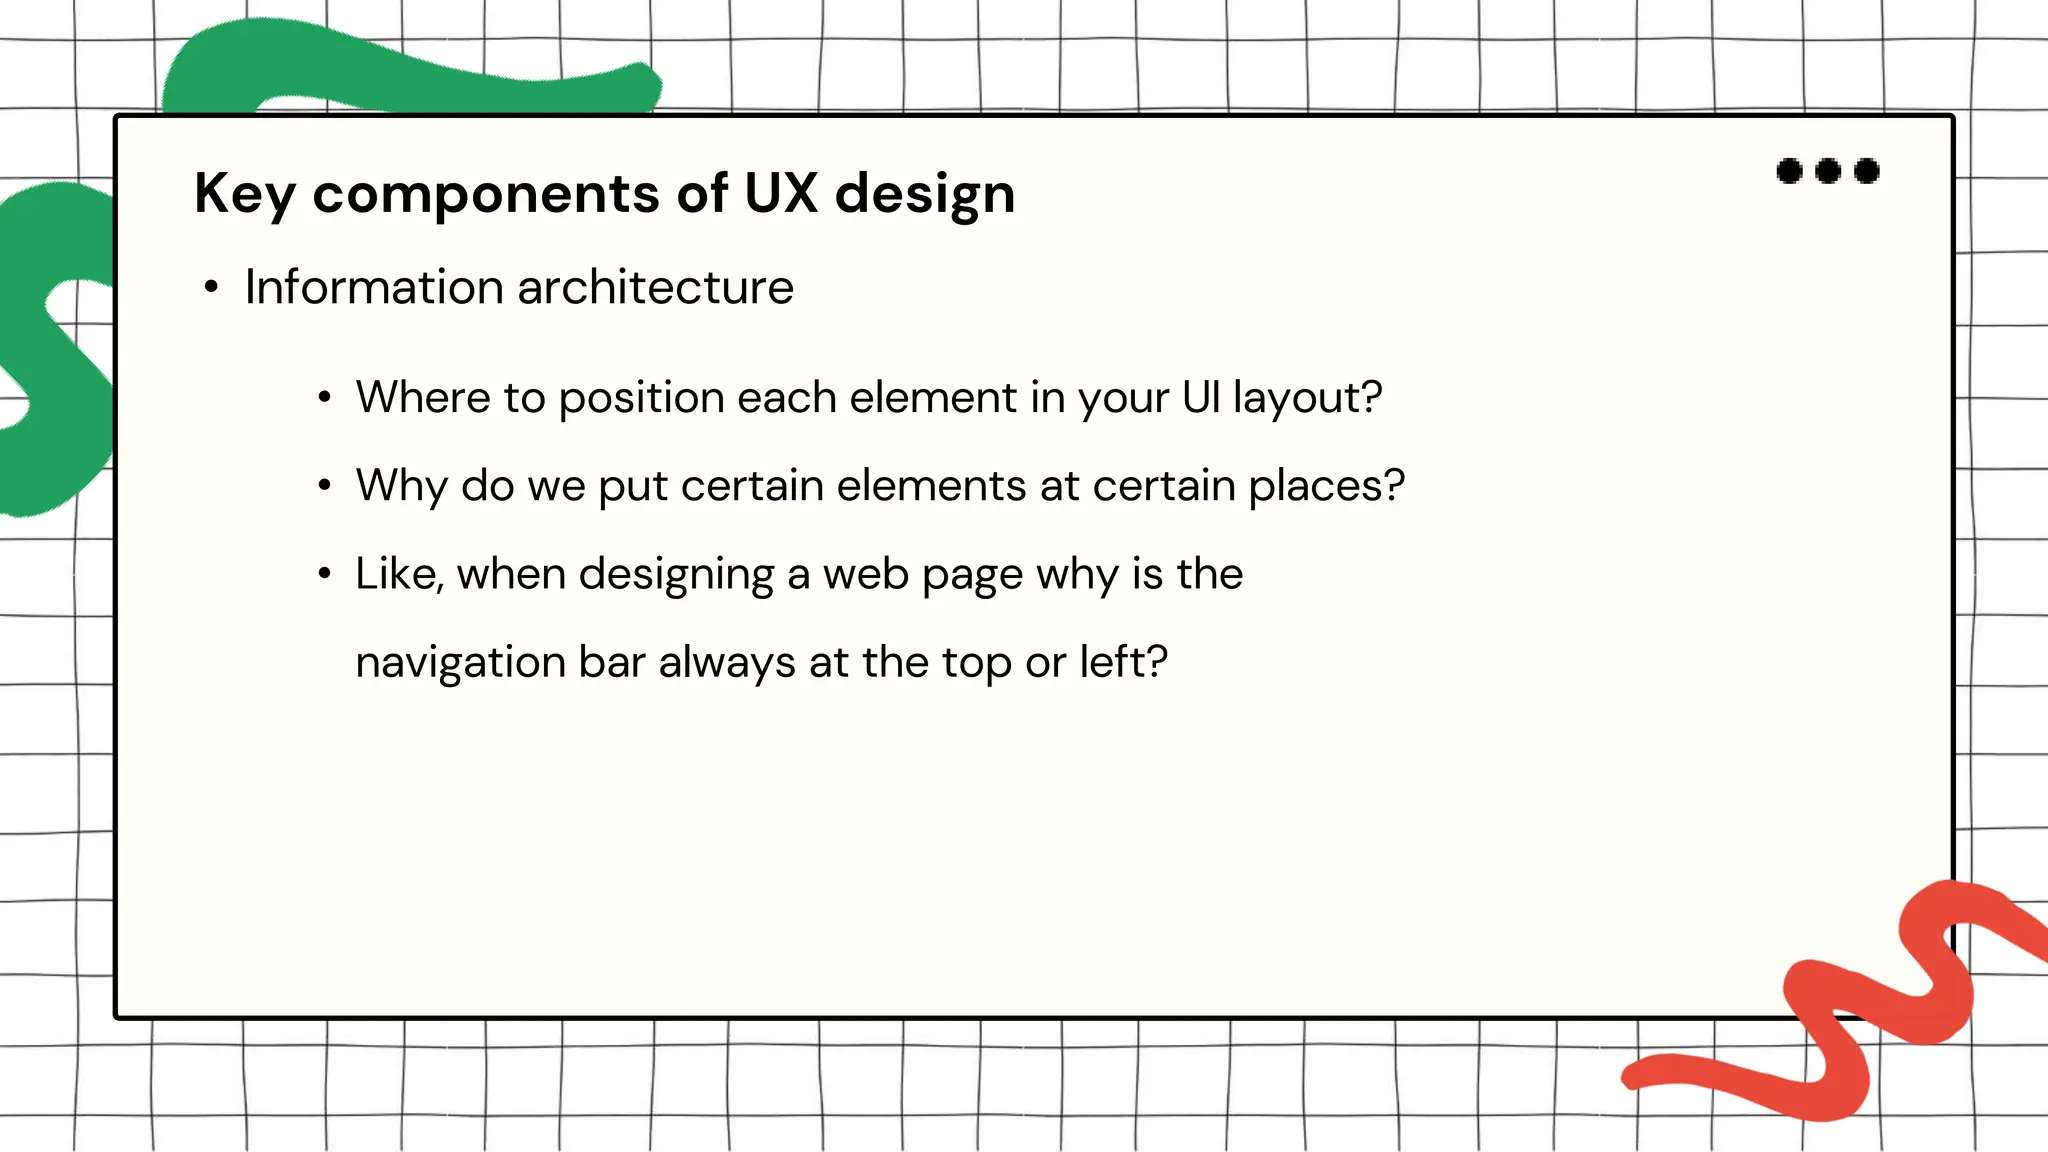 Key components of UX design
• Information architecture
• Where to position each element in your UI layout?
• Why do we put certain elements at certain places?
• Like, when designing a web page why is the
navigation bar always at the top or left?